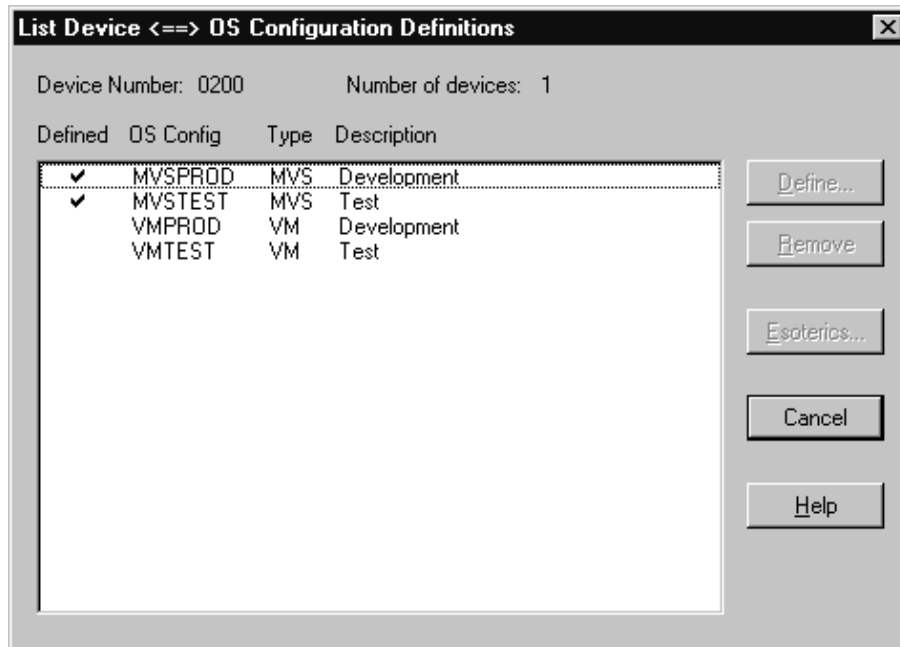 List Device <==> OS Configuration Definitions
Device Number: 0200 Number of devices: 1
Defined OS Config Type Description
✔ MVSPROD MVS Development
✔ MVSTEST MVS Test
VMPROD VM Development
VMTEST VM Test
Define...
Remove
Esoterics...
Cancel
Help